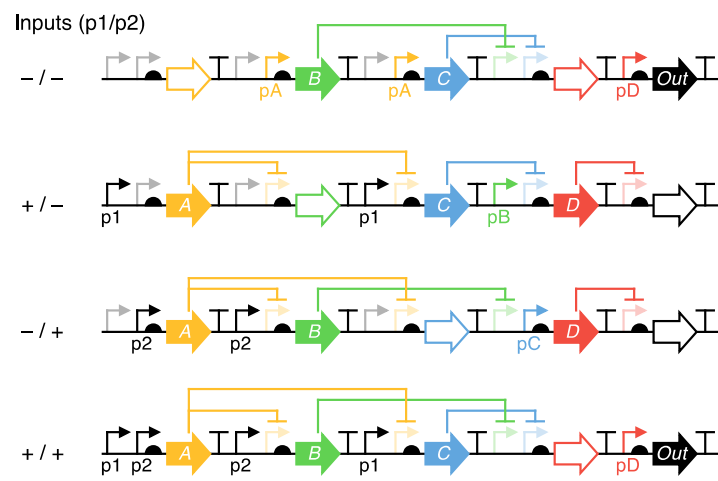 Inputs (p1/p2)
– / –
B
C
Out
pA
pA
pD
+ / –
A
C
D
p1
p1
pB
– / +
A
B
D
p2
p2
pC
+ / +
A
B
C
Out
p1 p2
p2
p1
pD